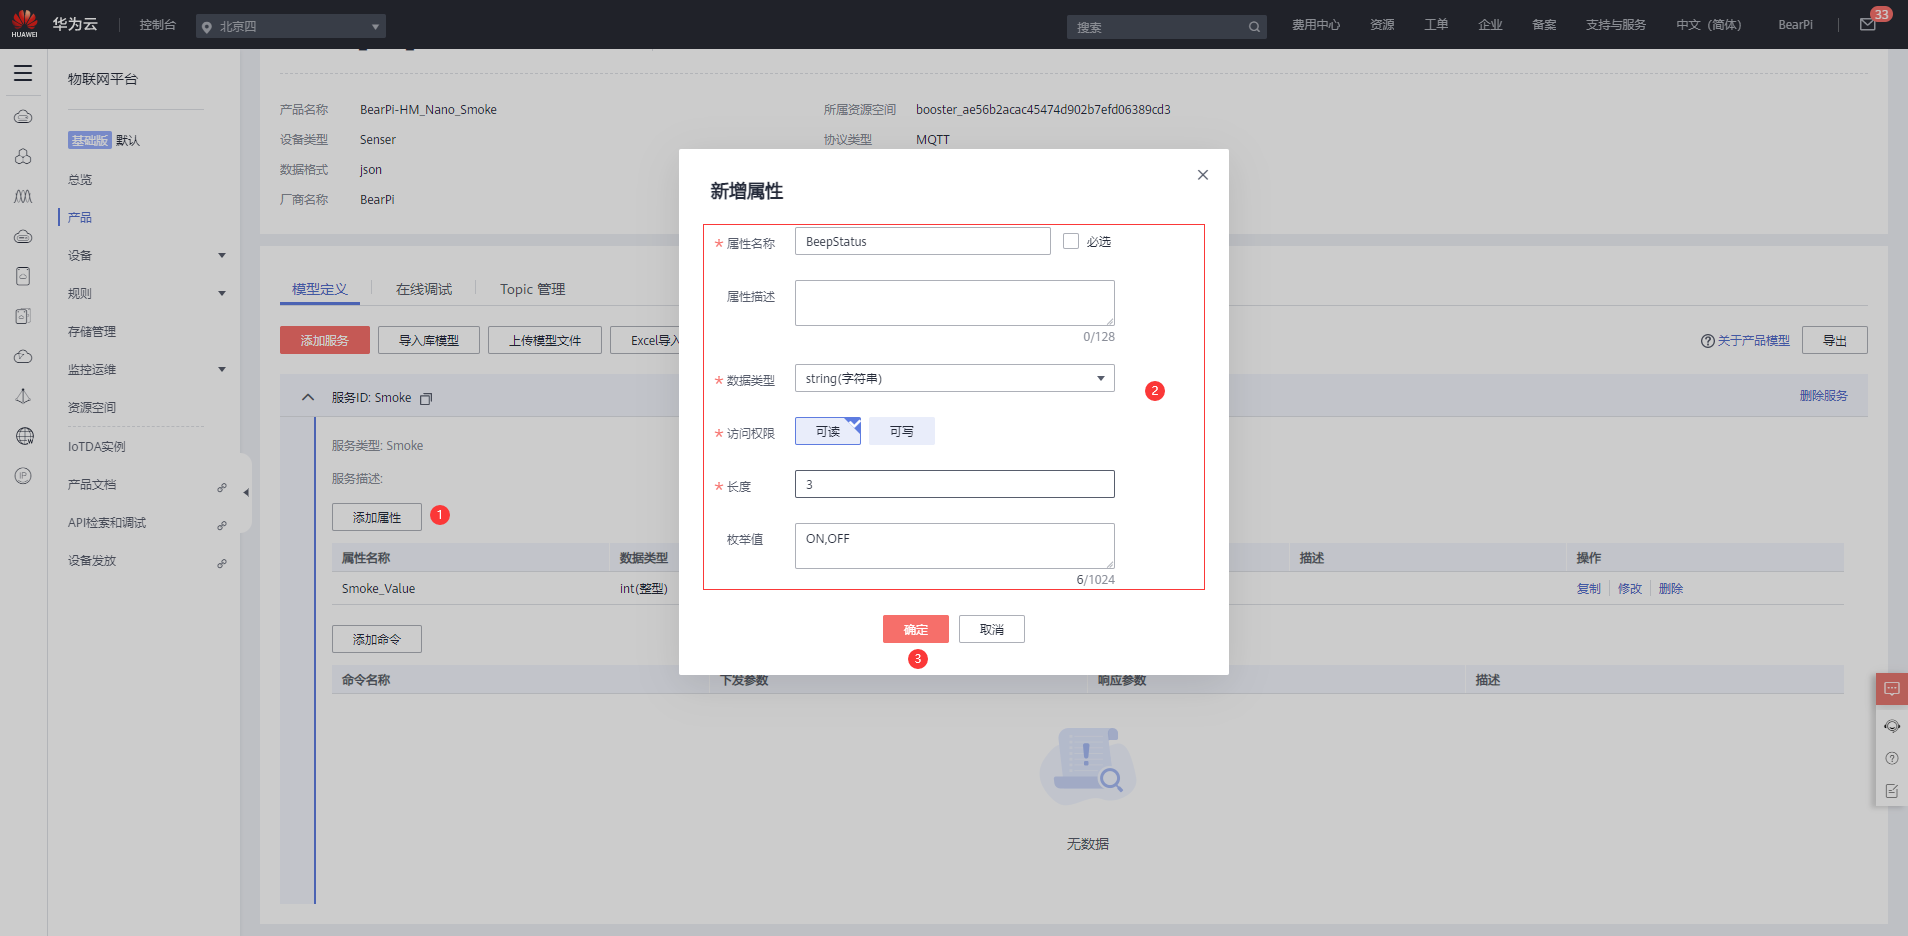 HUAWEI
华为云
控制台
北京四
搜索
费用中心
资源
工单
企业
备案
支持与服务
中文（简体）
BearPi
33
物联网平台
基础版 默认
总览
产品
设备
规则
存储管理
监控运维
资源空间
IoTDA实例
产品文档
API检索和调试
设备发放
IP
产品名称 BearPi-HM_Nano_Smoke
所属资源空间 booster_ae56b2acac45474d902b7efd06389cd3
设备类型 Senser
协议类型 MQTT
数据格式 json
厂商名称 BearPi
模型定义
在线调试
Topic 管理
添加服务
导入库模型
上传模型文件
Excel导入
关于产品模型
导出
服务ID: Smoke
删除服务
服务类型: Smoke
服务描述:
添加属性
1
属性名称 数据类型 描述 操作
Smoke_Value int(整型) 复制 修改 删除
添加命令
命令名称 下发参数 响应参数 描述
无数据
新增属性
* 属性名称 BeepStatus 必选
属性描述
0/128
* 数据类型 string(字符串)
2
* 访问权限 可读 可写
* 长度 3
枚举值 ON,OFF
6/1024
确定 取消
3